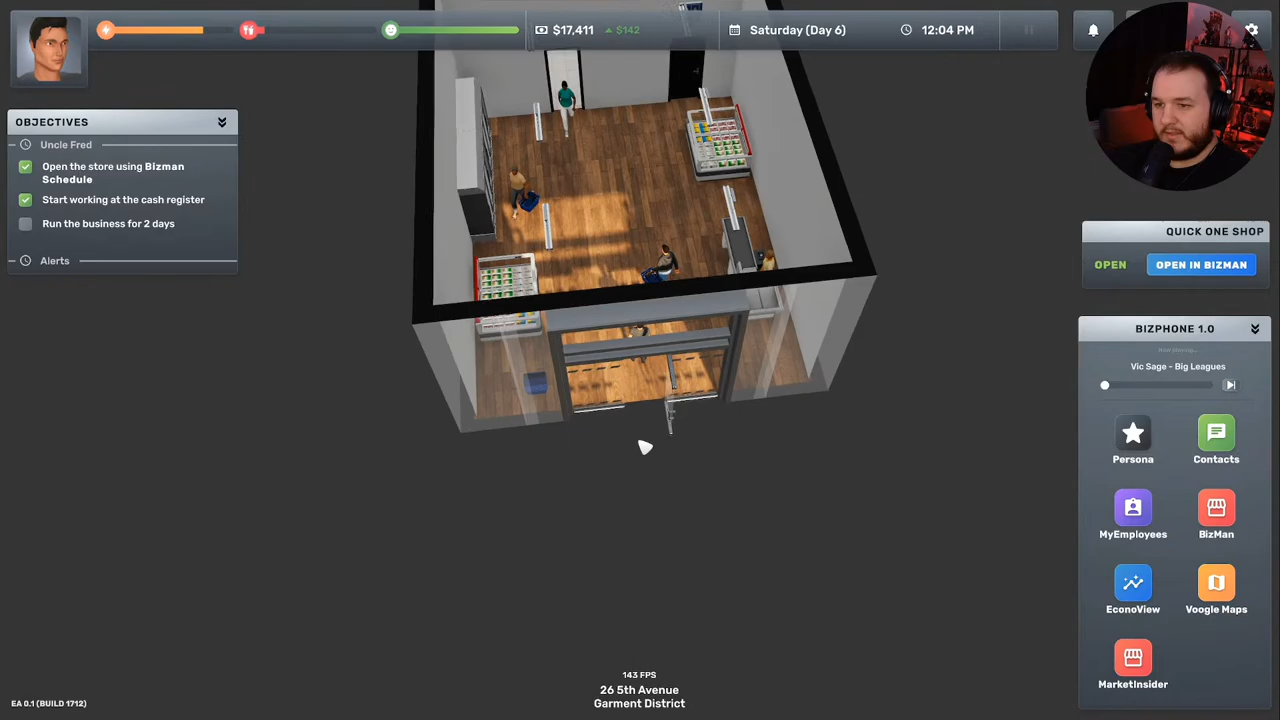 $17,411
$142
Saturday (Day 6)
12:04 PM
OBJECTIVES
Uncle Fred
Open the store using Bizman
Schedule
Start working at the cash register
Run the business for 2 days
Alerts
QUICK ONE SHOP
OPEN
OPEN IN BIZMAN
BIZPHONE 1.0
Now playing...
Vic Sage - Big Leagues
Persona
Contacts
MyEmployees
BizMan
EconoView
Voogle Maps
MarketInsider
143 FPS
26 5th Avenue
Garment District
EA 0.1 (BUILD 1712)